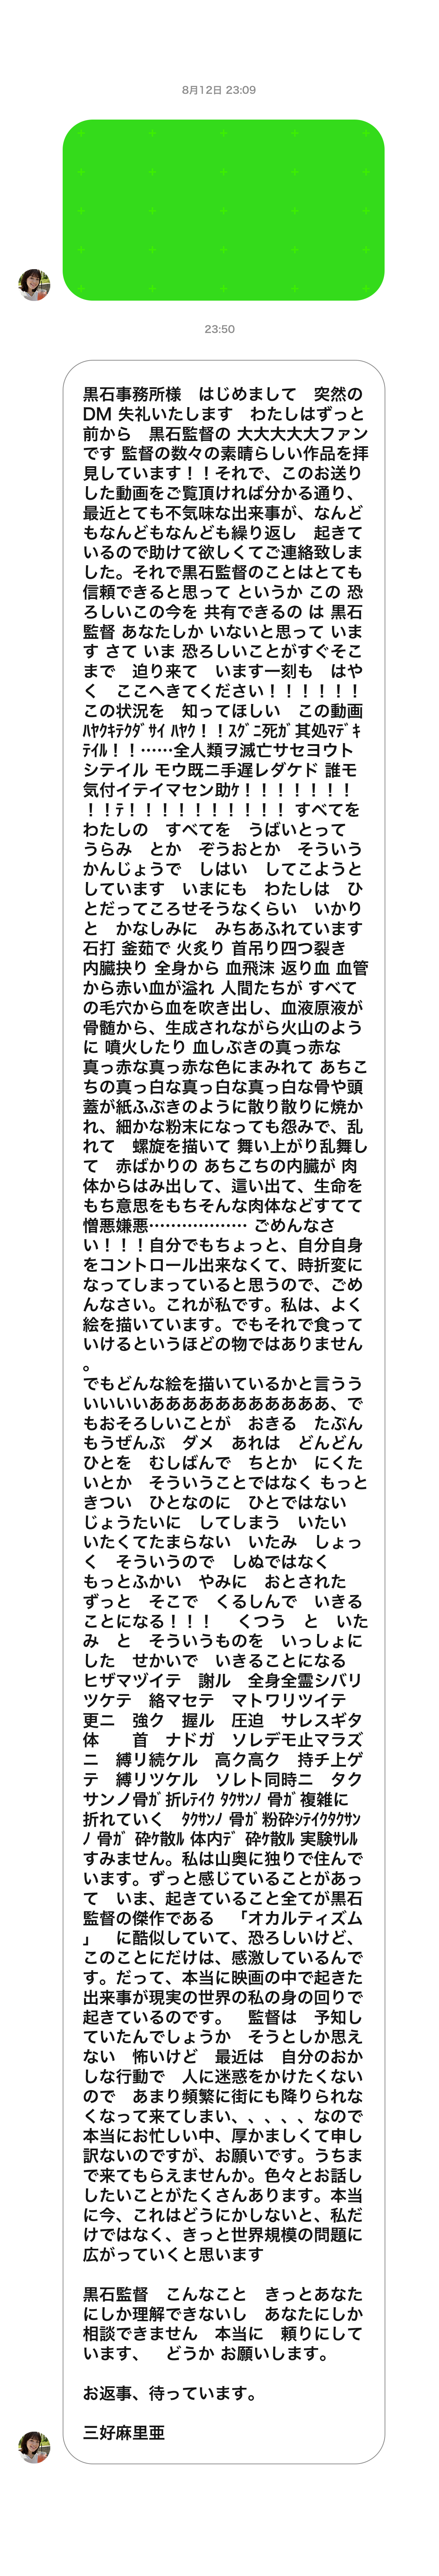 8月12日 23:09
23:50
黒石事務所様　はじめまして　突然の
DM 失礼いたします　わたしはずっと
前から　黒石監督の 大大大大大ファン
です 監督の数々の素晴らしい作品を拝
見しています！！それで、このお送り
した動画をご覧頂ければ分かる通り、
最近とても不気味な出来事が、なんど
もなんどもなんども繰り返し　起きて
いるので助けて欲しくてご連絡致しま
した。それで黒石監督のことはとても
信頼できると思って というか この 恐
ろしいこの今を 共有できるの は 黒石
監督 あなたしか いないと思って いま
す さて いま 恐ろしいことがすぐそこ
まで　迫り来て　います一刻も　はや
く　ここへきてください！！！！！！
この状況を　知ってほしい　この動画
ﾊﾔｸｷﾃｸﾀﾞｻｲ ﾊﾔｸ！！ｽｸﾞﾆ死ｶﾞ其処ﾏﾃﾞｷ
ﾃｲﾙ！！……全人類ヲ滅亡サセヨウト
シテイル モウ既ニ手遅レダケド 誰モ
気付イテイマセン助ｹ！！！！！！！
！！ﾃ！！！！！！！！！！ すべてを
わたしの　すべてを　うばいとって
うらみ　とか　ぞうおとか　そういう
かんじょうで　しはい　してこようと
しています　いまにも　わたしは　ひ
とだってころせそうなくらい　いかり
と　かなしみに　みちあふれています
石打 釜茹で 火炙り 首吊り四つ裂き
内臓抉り 全身から 血飛沫 返り血 血管
から赤い血が溢れ 人間たちが すべて
の毛穴から血を吹き出し、血液原液が
骨髄から、生成されながら火山のよう
に 噴火したり 血しぶきの真っ赤な
真っ赤な真っ赤な色にまみれて あちこ
ちの真っ白な真っ白な真っ白な骨や頭
蓋が紙ふぶきのように散り散りに焼か
れ、細かな粉末になっても怨みで、乱
れて　螺旋を描いて 舞い上がり乱舞し
て　赤ばかりの あちこちの内臓が 肉
体からはみ出して、這い出て、生命を
もち意思をもちそんな肉体などすてて
憎悪嫌悪……………… ごめんなさ
い！！！自分でもちょっと、自分自身
をコントロール出来なくて、時折変に
なってしまっていると思うので、ごめ
んなさい。これが私です。私は、よく
絵を描いています。でもそれで食って
いけるというほどの物ではありません
。
でもどんな絵を描いているかと言うう
いいいいああああああああああああ、で
もおそろしいことが　おきる　たぶん
もうぜんぶ　ダメ　あれは　どんどん
ひとを　むしばんで　ちとか　にくた
いとか　そういうことではなく もっと
きつい　ひとなのに　ひとではない
じょうたいに　してしまう　いたい
いたくてたまらない　いたみ　しょっ
く　そういうので　しぬではなく
もっとふかい　やみに　おとされた
ずっと　そこで　くるしんで　いきる
ことになる！！！　くつう　と　いた
み　と　そういうものを　いっしょに
した　せかいで　いきることになる
ヒザマヅイテ　謝ル　全身全霊シバリ
ツケテ　絡マセテ　マトワリツイテ
更ニ　強ク　握ル　圧迫　サレスギタ
体　　首　ナドガ　ソレデモ止マラズ
ニ　縛リ続ケル　高ク高ク　持チ上ゲ
テ　縛リツケル　ソレト同時ニ　タク
サンノ骨ｶﾞ折ﾚﾃｲｸ ﾀｸｻﾝﾉ 骨ｶﾞ複雑に
折れていく　ﾀｸｻﾝﾉ 骨ｶﾞ粉砕ｼﾃｲｸﾀｸｻﾝ
ﾉ 骨ｶﾞ 砕ｹ散ﾙ 体内ﾃﾞ 砕ｹ散ﾙ 実験ｻﾚﾙ
すみません。私は山奥に独りで住んで
います。ずっと感じていることがあっ
て　いま、起きていること全てが黒石
監督の傑作である　「オカルティズム
」　に酷似していて、恐ろしいけど、
このことにだけは、感激しているんで
す。だって、本当に映画の中で起きた
出来事が現実の世界の私の身の回りで
起きているのです。　監督は　予知し
ていたんでしょうか　そうとしか思え
ない　怖いけど　最近は　自分のおか
しな行動で　人に迷惑をかけたくない
ので　あまり頻繁に街にも降りられな
くなって来てしまい、、、、、なので
本当にお忙しい中、厚かましくて申し
訳ないのですが、お願いです。うちま
で来てもらえませんか。色々とお話し
したいことがたくさんあります。本当
に今、これはどうにかしないと、私だ
けではなく、きっと世界規模の問題に
広がっていくと思います
黒石監督　こんなこと　きっとあなた
にしか理解できないし　あなたにしか
相談できません　本当に　頼りにして
います、　どうか お願いします。
お返事、待っています。
三好麻里亜